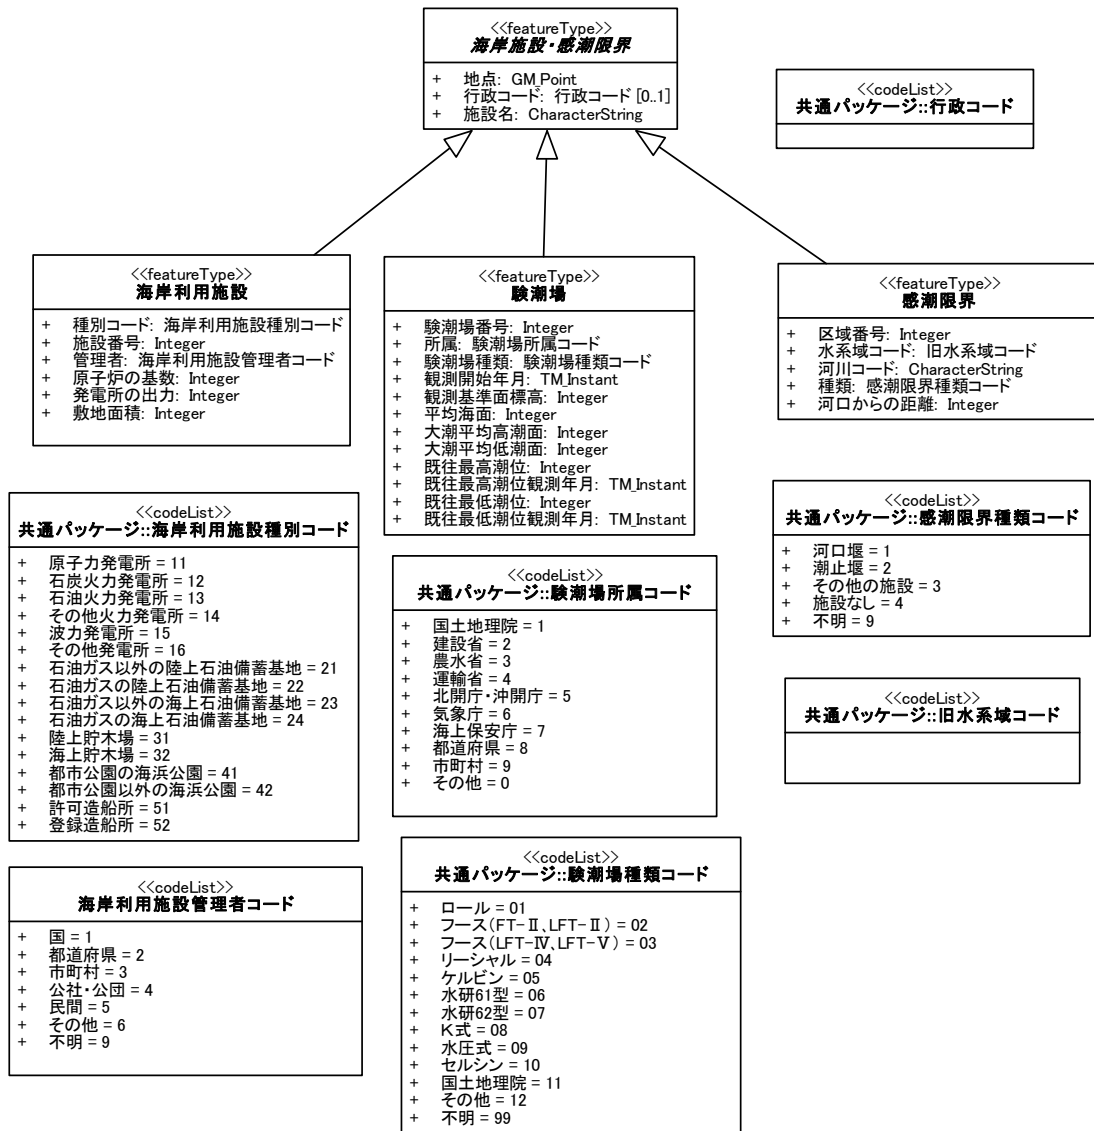 <<featureType>>
海岸施設・感潮限界
+ 地点: GM_Point
+ 行政コード: 行政コード [0..1]
+ 施設名: CharacterString
<<codeList>>
共通パッケージ::行政コード
<<featureType>>
海岸利用施設
+ 種別コード: 海岸利用施設種別コード
+ 施設番号: Integer
+ 管理者: 海岸利用施設管理者コード
+ 原子炉の基数: Integer
+ 発電所の出力: Integer
+ 敷地面積: Integer
<<featureType>>
験潮場
+ 験潮場番号: Integer
+ 所属: 験潮場所属コード
+ 験潮場種類: 験潮場種類コード
+ 観測開始年月: TM_Instant
+ 観測基準面標高: Integer
+ 平均海面: Integer
+ 大潮平均高潮面: Integer
+ 大潮平均低潮面: Integer
+ 既往最高潮位: Integer
+ 既往最高潮位観測年月: TM_Instant
+ 既往最低潮位: Integer
+ 既往最低潮位観測年月: TM_Instant
<<featureType>>
感潮限界
+ 区域番号: Integer
+ 水系域コード: 旧水系域コード
+ 河川コード: CharacterString
+ 種類: 感潮限界種類コード
+ 河口からの距離: Integer
<<codeList>>
共通パッケージ::海岸利用施設種別コード
+ 原子力発電所 = 11
+ 石炭火力発電所 = 12
+ 石油火力発電所 = 13
+ その他火力発電所 = 14
+ 波力発電所 = 15
+ その他発電所 = 16
+ 石油ガス以外の陸上石油備蓄基地 = 21
+ 石油ガスの陸上石油備蓄基地 = 22
+ 石油ガス以外の海上石油備蓄基地 = 23
+ 石油ガスの海上石油備蓄基地 = 24
+ 陸上貯木場 = 31
+ 海上貯木場 = 32
+ 都市公園の海浜公園 = 41
+ 都市公園以外の海浜公園 = 42
+ 許可造船所 = 51
+ 登録造船所 = 52
<<codeList>>
共通パッケージ::験潮場所属コード
+ 国土地理院 = 1
+ 建設省 = 2
+ 農水省 = 3
+ 運輸省 = 4
+ 北開庁・沖開庁 = 5
+ 気象庁 = 6
+ 海上保安庁 = 7
+ 都道府県 = 8
+ 市町村 = 9
+ その他 = 0
<<codeList>>
共通パッケージ::感潮限界種類コード
+ 河口堰 = 1
+ 潮止堰 = 2
+ その他の施設 = 3
+ 施設なし = 4
+ 不明 = 9
<<codeList>>
共通パッケージ::旧水系域コード
<<codeList>>
海岸利用施設管理者コード
+ 国 = 1
+ 都道府県 = 2
+ 市町村 = 3
+ 公社・公団 = 4
+ 民間 = 5
+ その他 = 6
+ 不明 = 9
<<codeList>>
共通パッケージ::験潮場種類コード
+ ロール = 01
+ フース(FT-Ⅱ、LFT-Ⅱ) = 02
+ フース(LFT-Ⅳ、LFT-Ⅴ) = 03
+ リーシャル = 04
+ ケルビン = 05
+ 水研61型 = 06
+ 水研62型 = 07
+ K式 = 08
+ 水圧式 = 09
+ セルシン = 10
+ 国土地理院 = 11
+ その他 = 12
+ 不明 = 99